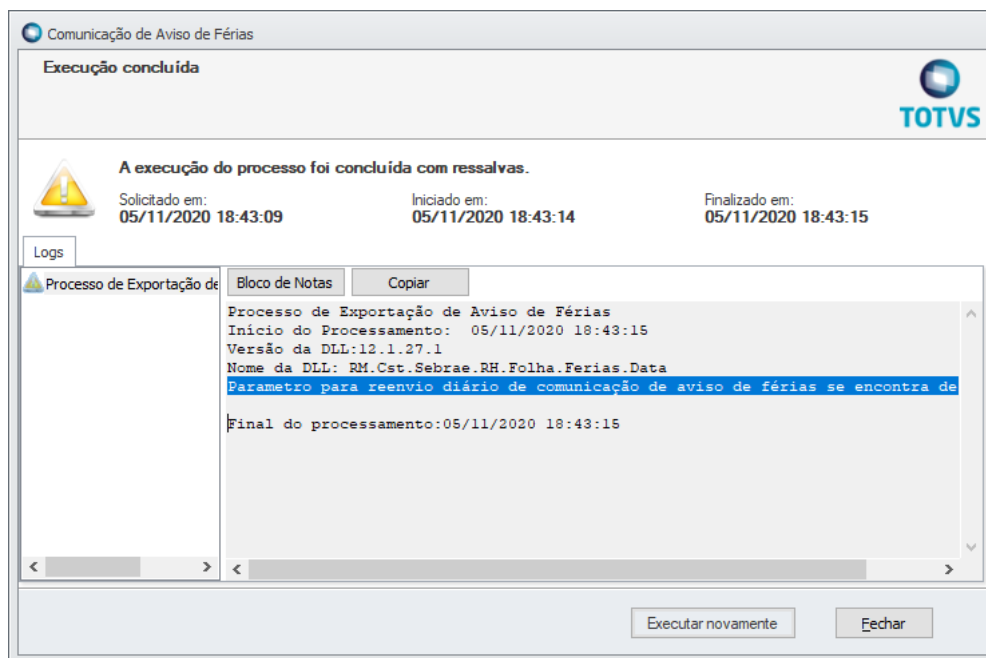 Comunicação de Aviso de Férias
Execução concluída
TOTVS
A execução do processo foi concluída com ressalvas.
Solicitado em: Iniciado em: Finalizado em:
05/11/2020 18:43:09 05/11/2020 18:43:14 05/11/2020 18:43:15
Logs
Processo de Exportação de
Bloco de Notas Copiar
Processo de Exportação de Aviso de Férias
Início do Processamento: 05/11/2020 18:43:15
Versão da DLL:12.1.27.1
Nome da DLL: RM.Cst.Sebrae.RH.Folha.Ferias.Data
Parametro para reenvio diário de comunicação de aviso de férias se encontra de
Final do processamento:05/11/2020 18:43:15
Executar novamente Fechar